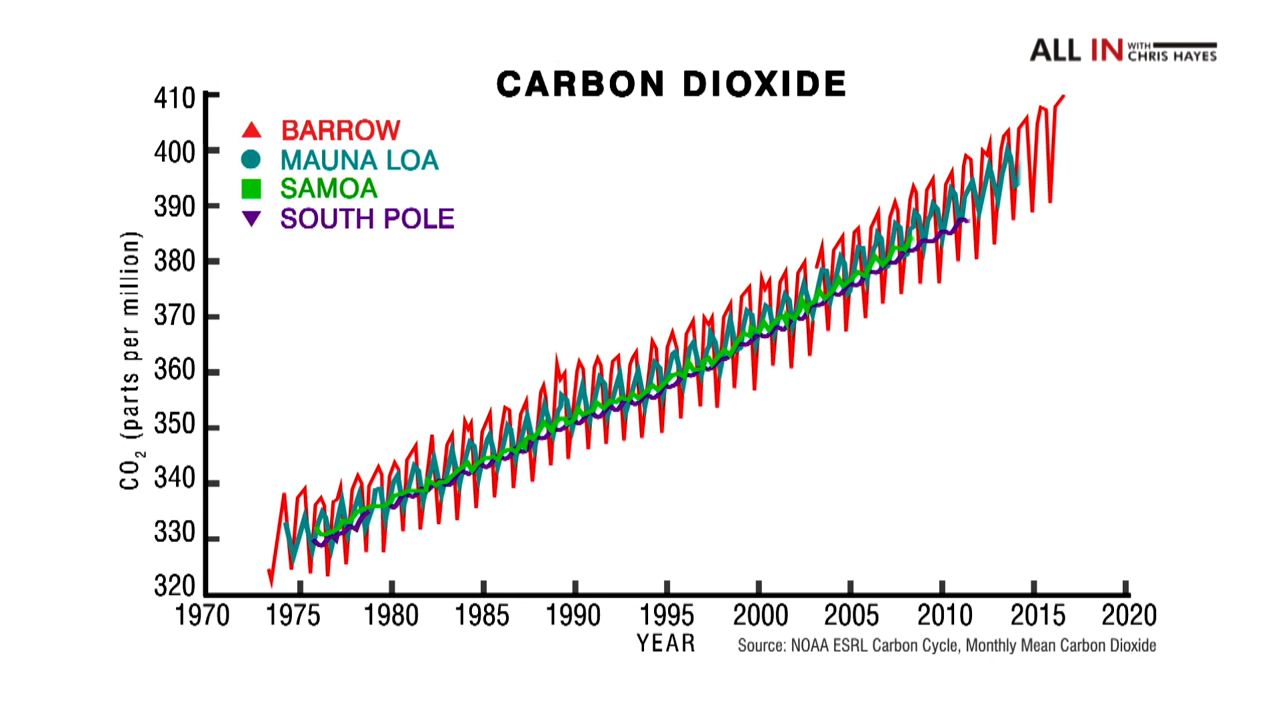 ALL IN WITH CHRIS HAYES
CARBON DIOXIDE
BARROW
MAUNA LOA
SAMOA
SOUTH POLE
410
400
390
380
370
360
350
340
330
320
CO₂ (parts per million)
1970 1975 1980 1985 1990 1995 2000 2005 2010 2015 2020
YEAR
Source: NOAA ESRL Carbon Cycle, Monthly Mean Carbon Dioxide